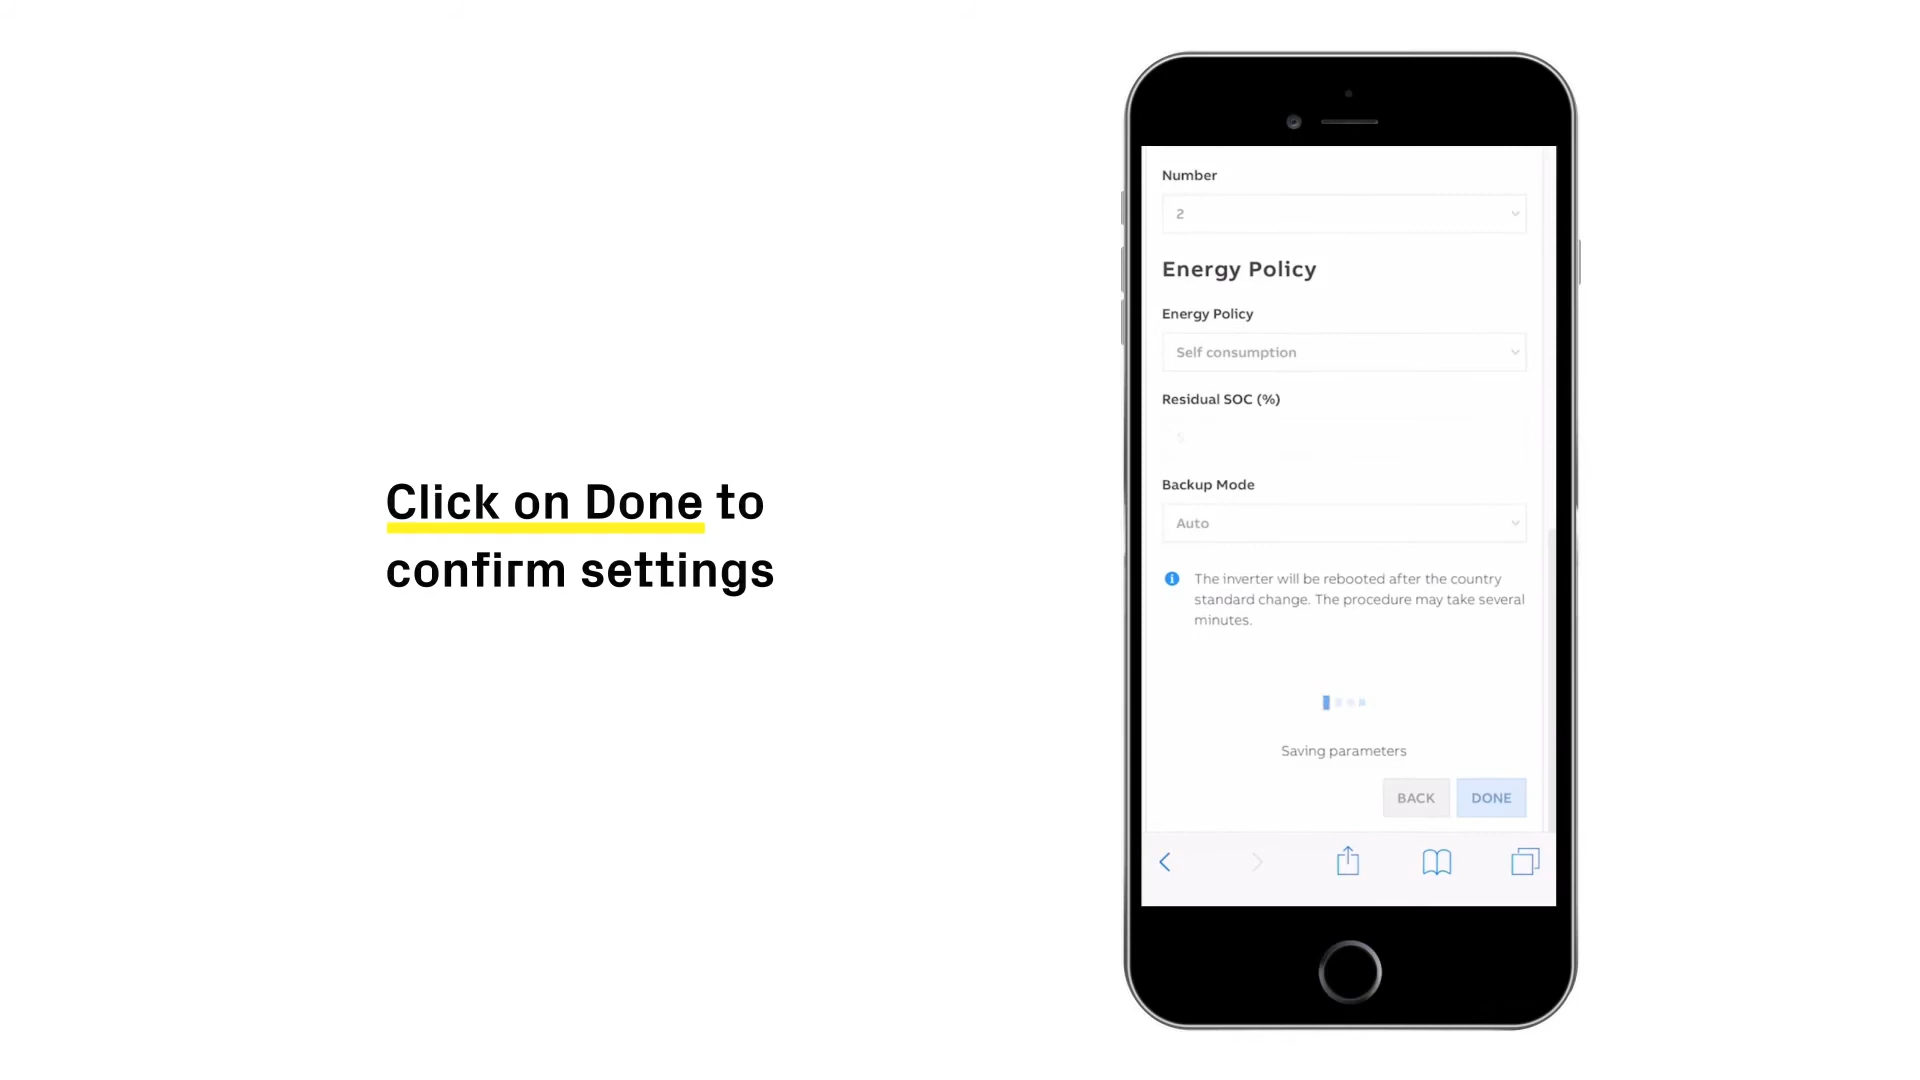 Click on Done to
confirm settings
Number
2
Energy Policy
Energy Policy
Self consumption
Residual SOC (%)
5
Backup Mode
Auto
The inverter will be rebooted after the country
standard change. The procedure may take several
minutes.
Saving parameters
BACK DONE